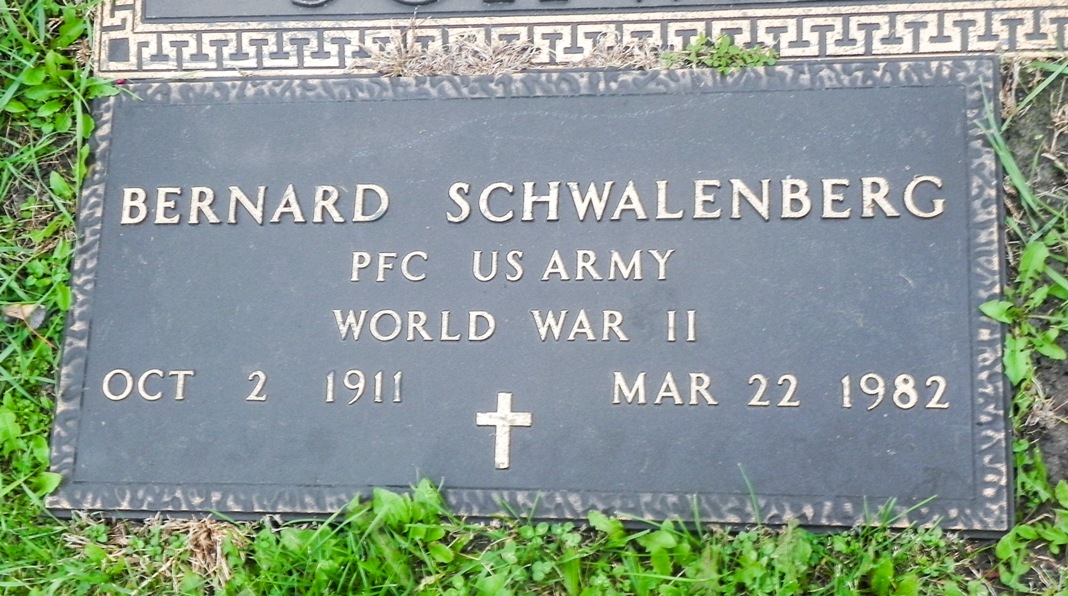 BERNARD SCHWALENBERG
PFC US ARMY
WORLD WAR II
OCT 2 1911 MAR 22 1982